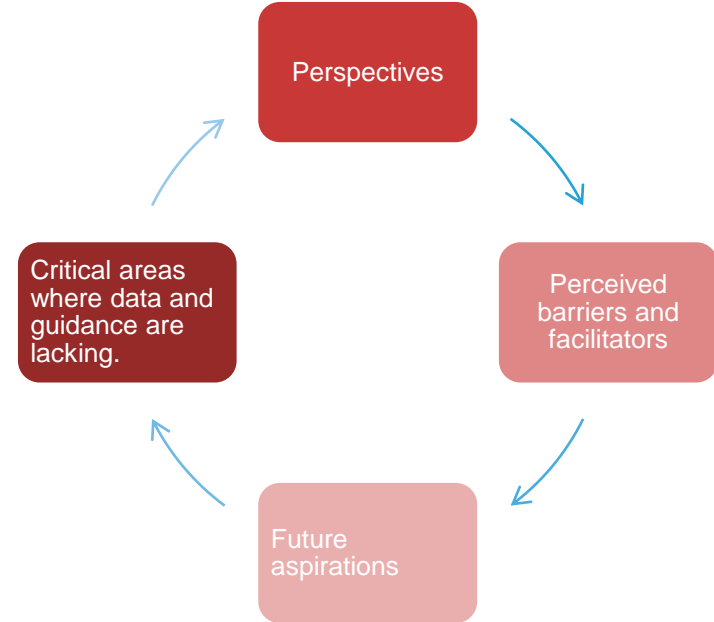 Perspectives
Perceived
barriers and
facilitators
Future
aspirations
Critical areas
where data and
guidance are
lacking.